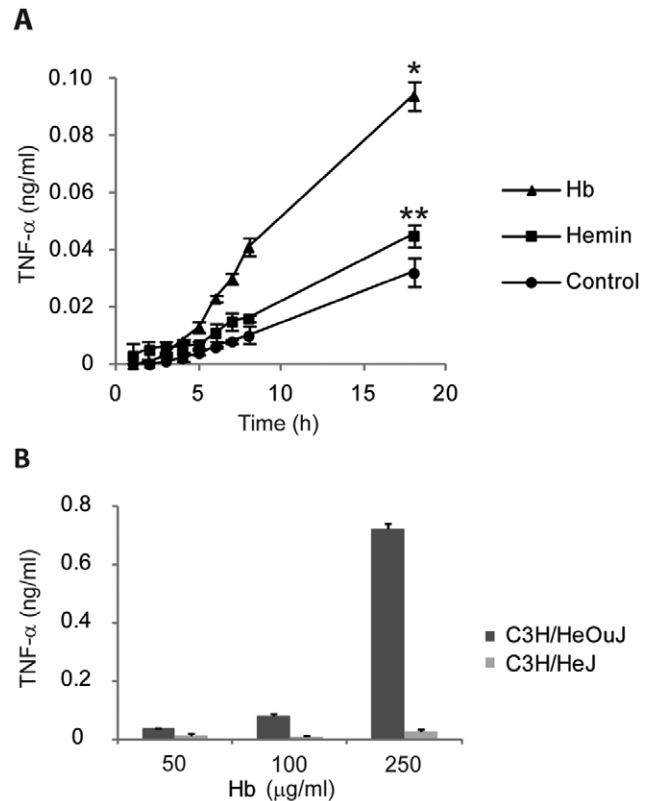 A
TNF-α (ng/ml)
0.10
0.08
0.06
0.04
0.02
0
0
5
10
15
20
Time (h)
*
**
Hb
Hemin
Control
B
TNF-α (ng/ml)
0.8
0.6
0.4
0.2
0
50
100
250
Hb (μg/ml)
C3H/HeOuJ
C3H/HeJ